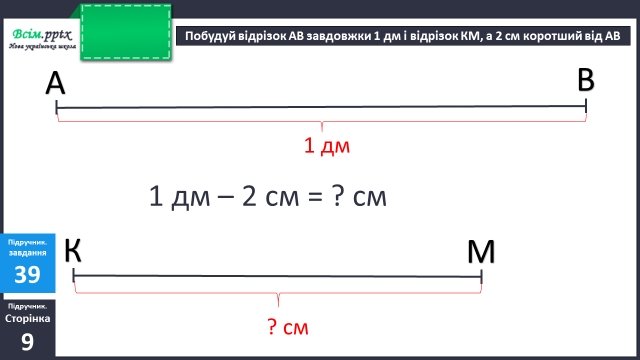 Всім.pptx
Нова українська школа
Побудуй відрізок АВ завдовжки 1 дм і відрізок КМ, а 2 см коротший від АВ
А
В
1 дм
1 дм – 2 см = ? см
Підручник.
завдання
39
К
М
? см
Підручник.
Сторінка
9